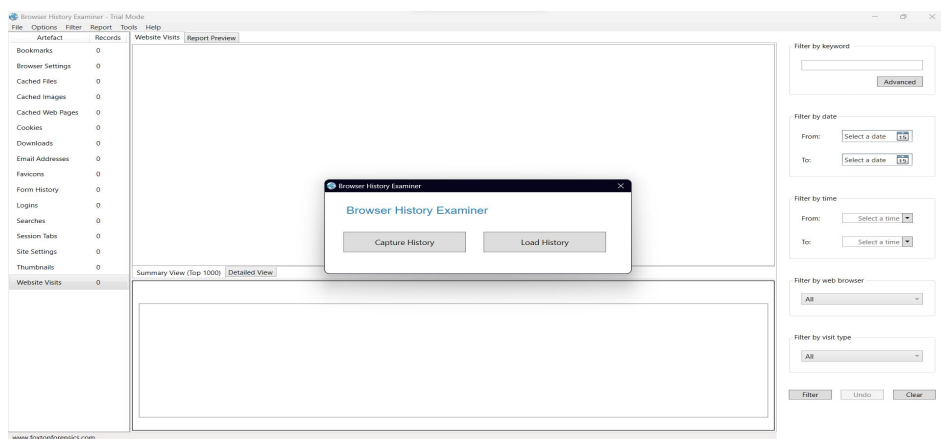 Browser History Examiner - Trial Mode
File Options Filter Report Tools Help
Artefact Records
Bookmarks 0
Browser Settings 0
Cached Files 0
Cached Images 0
Cached Web Pages 0
Cookies 0
Downloads 0
Email Addresses 0
Favicons 0
Form History 0
Logins 0
Searches 0
Session Tabs 0
Site Settings 0
Thumbnails 0
Website Visits 0
Website Visits Report Preview
Browser History Examiner
Browser History Examiner
Capture History Load History
Summary View (Top 1000) Detailed View
Filter by keyword
Advanced
Filter by date
From: Select a date 15
To: Select a date 15
Filter by time
From: Select a time
To: Select a time
Filter by web browser
All
Filter by visit type
All
Filter Undo Clear
www.foxtonforensics.com